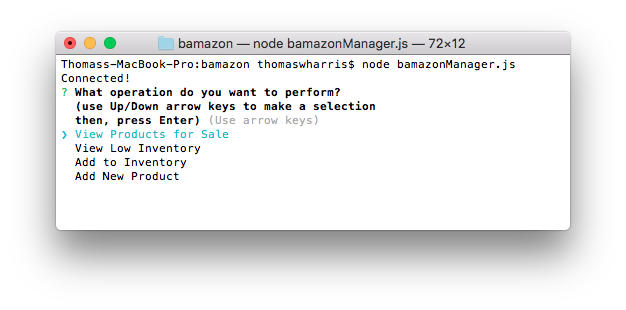 bamazon — node bamazonManager.js — 72×12
Thomass-MacBook-Pro:bamazon thomaswharris$ node bamazonManager.js
Connected!
? What operation do you want to perform?
(use Up/Down arrow keys to make a selection
then, press Enter) (Use arrow keys)
❯ View Products for Sale
View Low Inventory
Add to Inventory
Add New Product